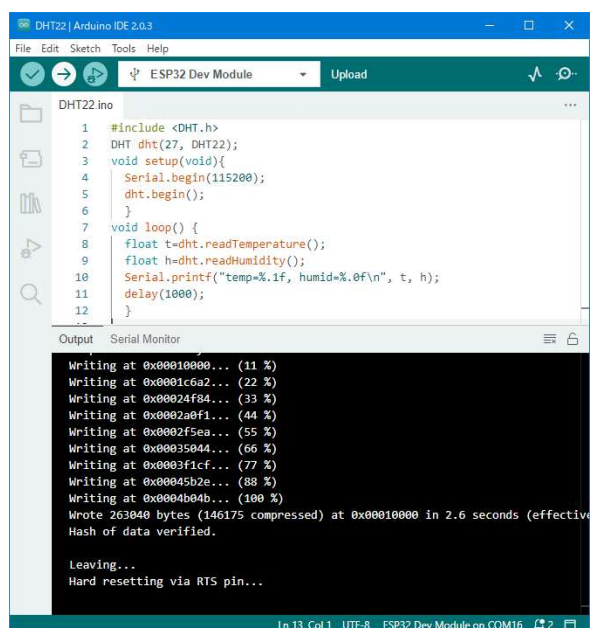 DHT22 | Arduino IDE 2.0.3
File Edit Sketch Tools Help
ESP32 Dev Module Upload
DHT22.ino
1 #include <DHT.h>
2 DHT dht(27, DHT22);
3 void setup(void){
4 Serial.begin(115200);
5 dht.begin();
6 }
7 void loop() {
8 float t=dht.readTemperature();
9 float h=dht.readHumidity();
10 Serial.printf("temp=%.1f, humid=%.0f\n", t, h);
11 delay(1000);
12 }
Output Serial Monitor
Writing at 0x00010000... (11 %)
Writing at 0x0001c6a2... (22 %)
Writing at 0x00024f84... (33 %)
Writing at 0x0002a0f1... (44 %)
Writing at 0x0002f5ea... (55 %)
Writing at 0x00035044... (66 %)
Writing at 0x0003f1cf... (77 %)
Writing at 0x00045b2e... (88 %)
Writing at 0x0004b04b... (100 %)
Wrote 263040 bytes (146175 compressed) at 0x00010000 in 2.6 seconds (effective
Hash of data verified.
Leaving...
Hard resetting via RTS pin...
Ln 13, Col 1 UTF-8 ESP32 Dev Module on COM16 2